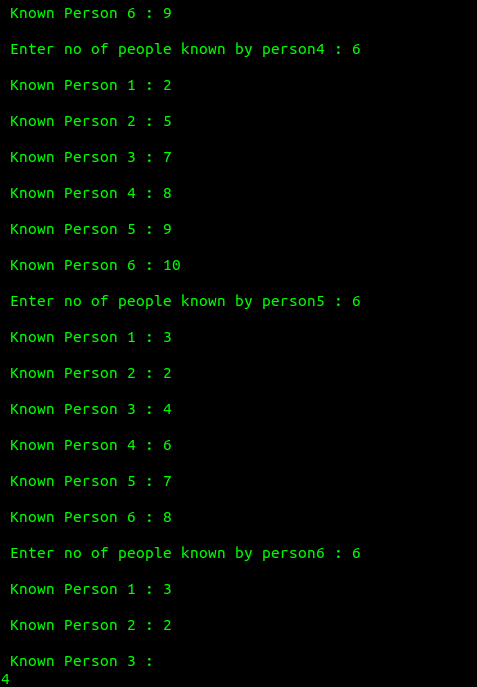 Known Person 6 : 9
Enter no of people known by person4 : 6
Known Person 1 : 2
Known Person 2 : 5
Known Person 3 : 7
Known Person 4 : 8
Known Person 5 : 9
Known Person 6 : 10
Enter no of people known by person5 : 6
Known Person 1 : 3
Known Person 2 : 2
Known Person 3 : 4
Known Person 4 : 6
Known Person 5 : 7
Known Person 6 : 8
Enter no of people known by person6 : 6
Known Person 1 : 3
Known Person 2 : 2
Known Person 3 :
4